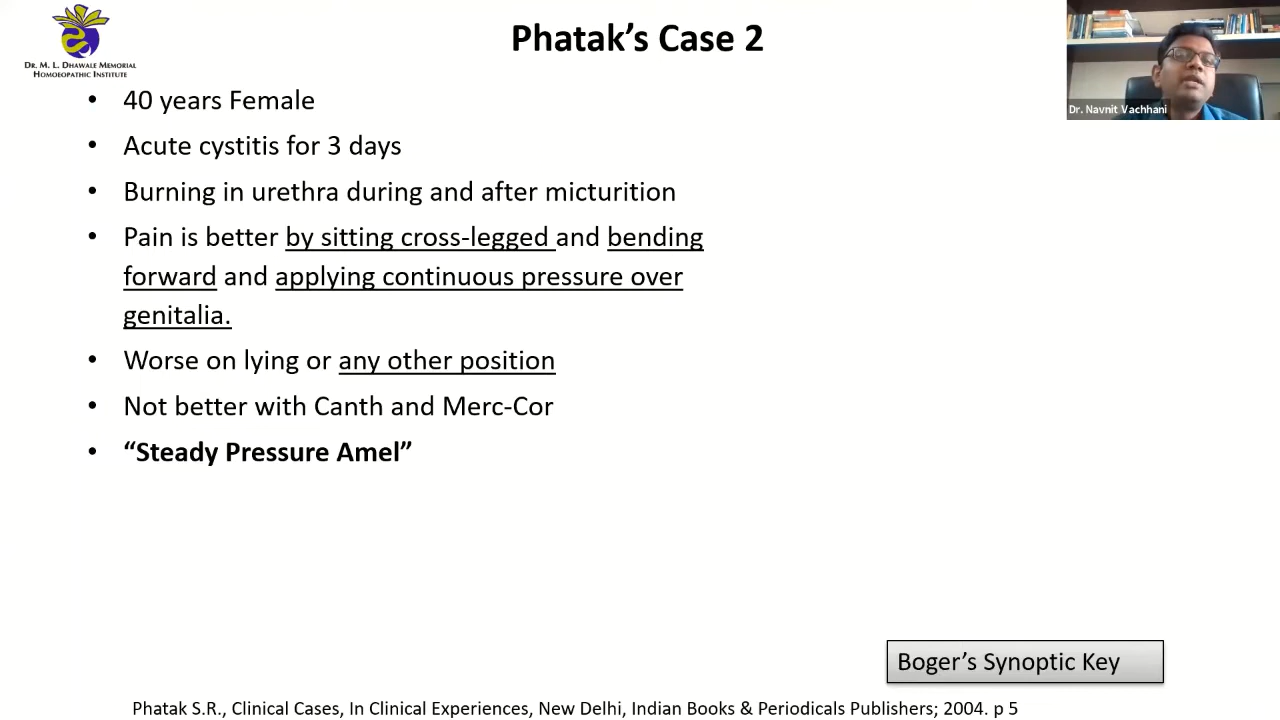 Phatak’s Case 2
DR. M. L. DHAWALE MEMORIAL
HOMOEOPATHIC INSTITUTE
Dr. Navnit Vachhani
• 40 years Female
• Acute cystitis for 3 days
• Burning in urethra during and after micturition
• Pain is better by sitting cross-legged and bending
forward and applying continuous pressure over
genitalia.
• Worse on lying or any other position
• Not better with Canth and Merc-Cor
• “Steady Pressure Amel”
Boger’s Synoptic Key
Phatak S.R., Clinical Cases, In Clinical Experiences, New Delhi, Indian Books & Periodicals Publishers; 2004. p 5